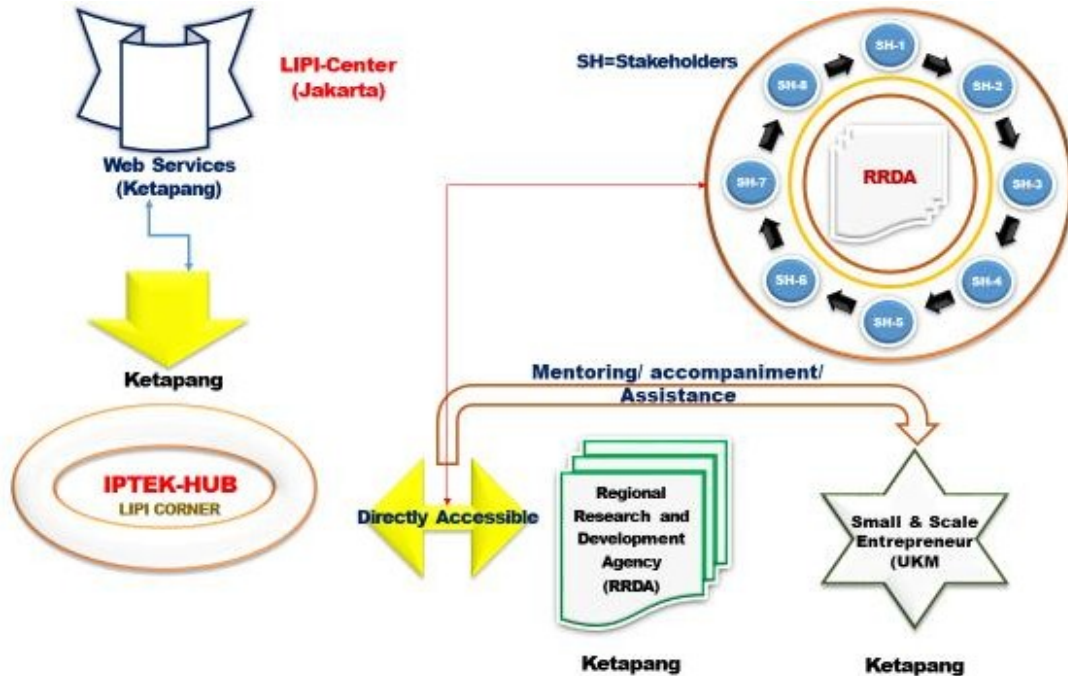 LIPI-Center
(Jakarta)
Web Services
(Ketapang)
Ketapang
IPTEK-HUB
LIPI CORNER
SH=Stakeholders
SH-1
SH-2
SH-3
SH-4
SH-5
SH-6
SH-7
SH-8
RRDA
Mentoring/ accompaniment/
Assistance
Directly Accessible
Regional
Research and
Development
Agency
(RRDA)
Ketapang
Small & Scale
Entrepreneur
(UKM
Ketapang